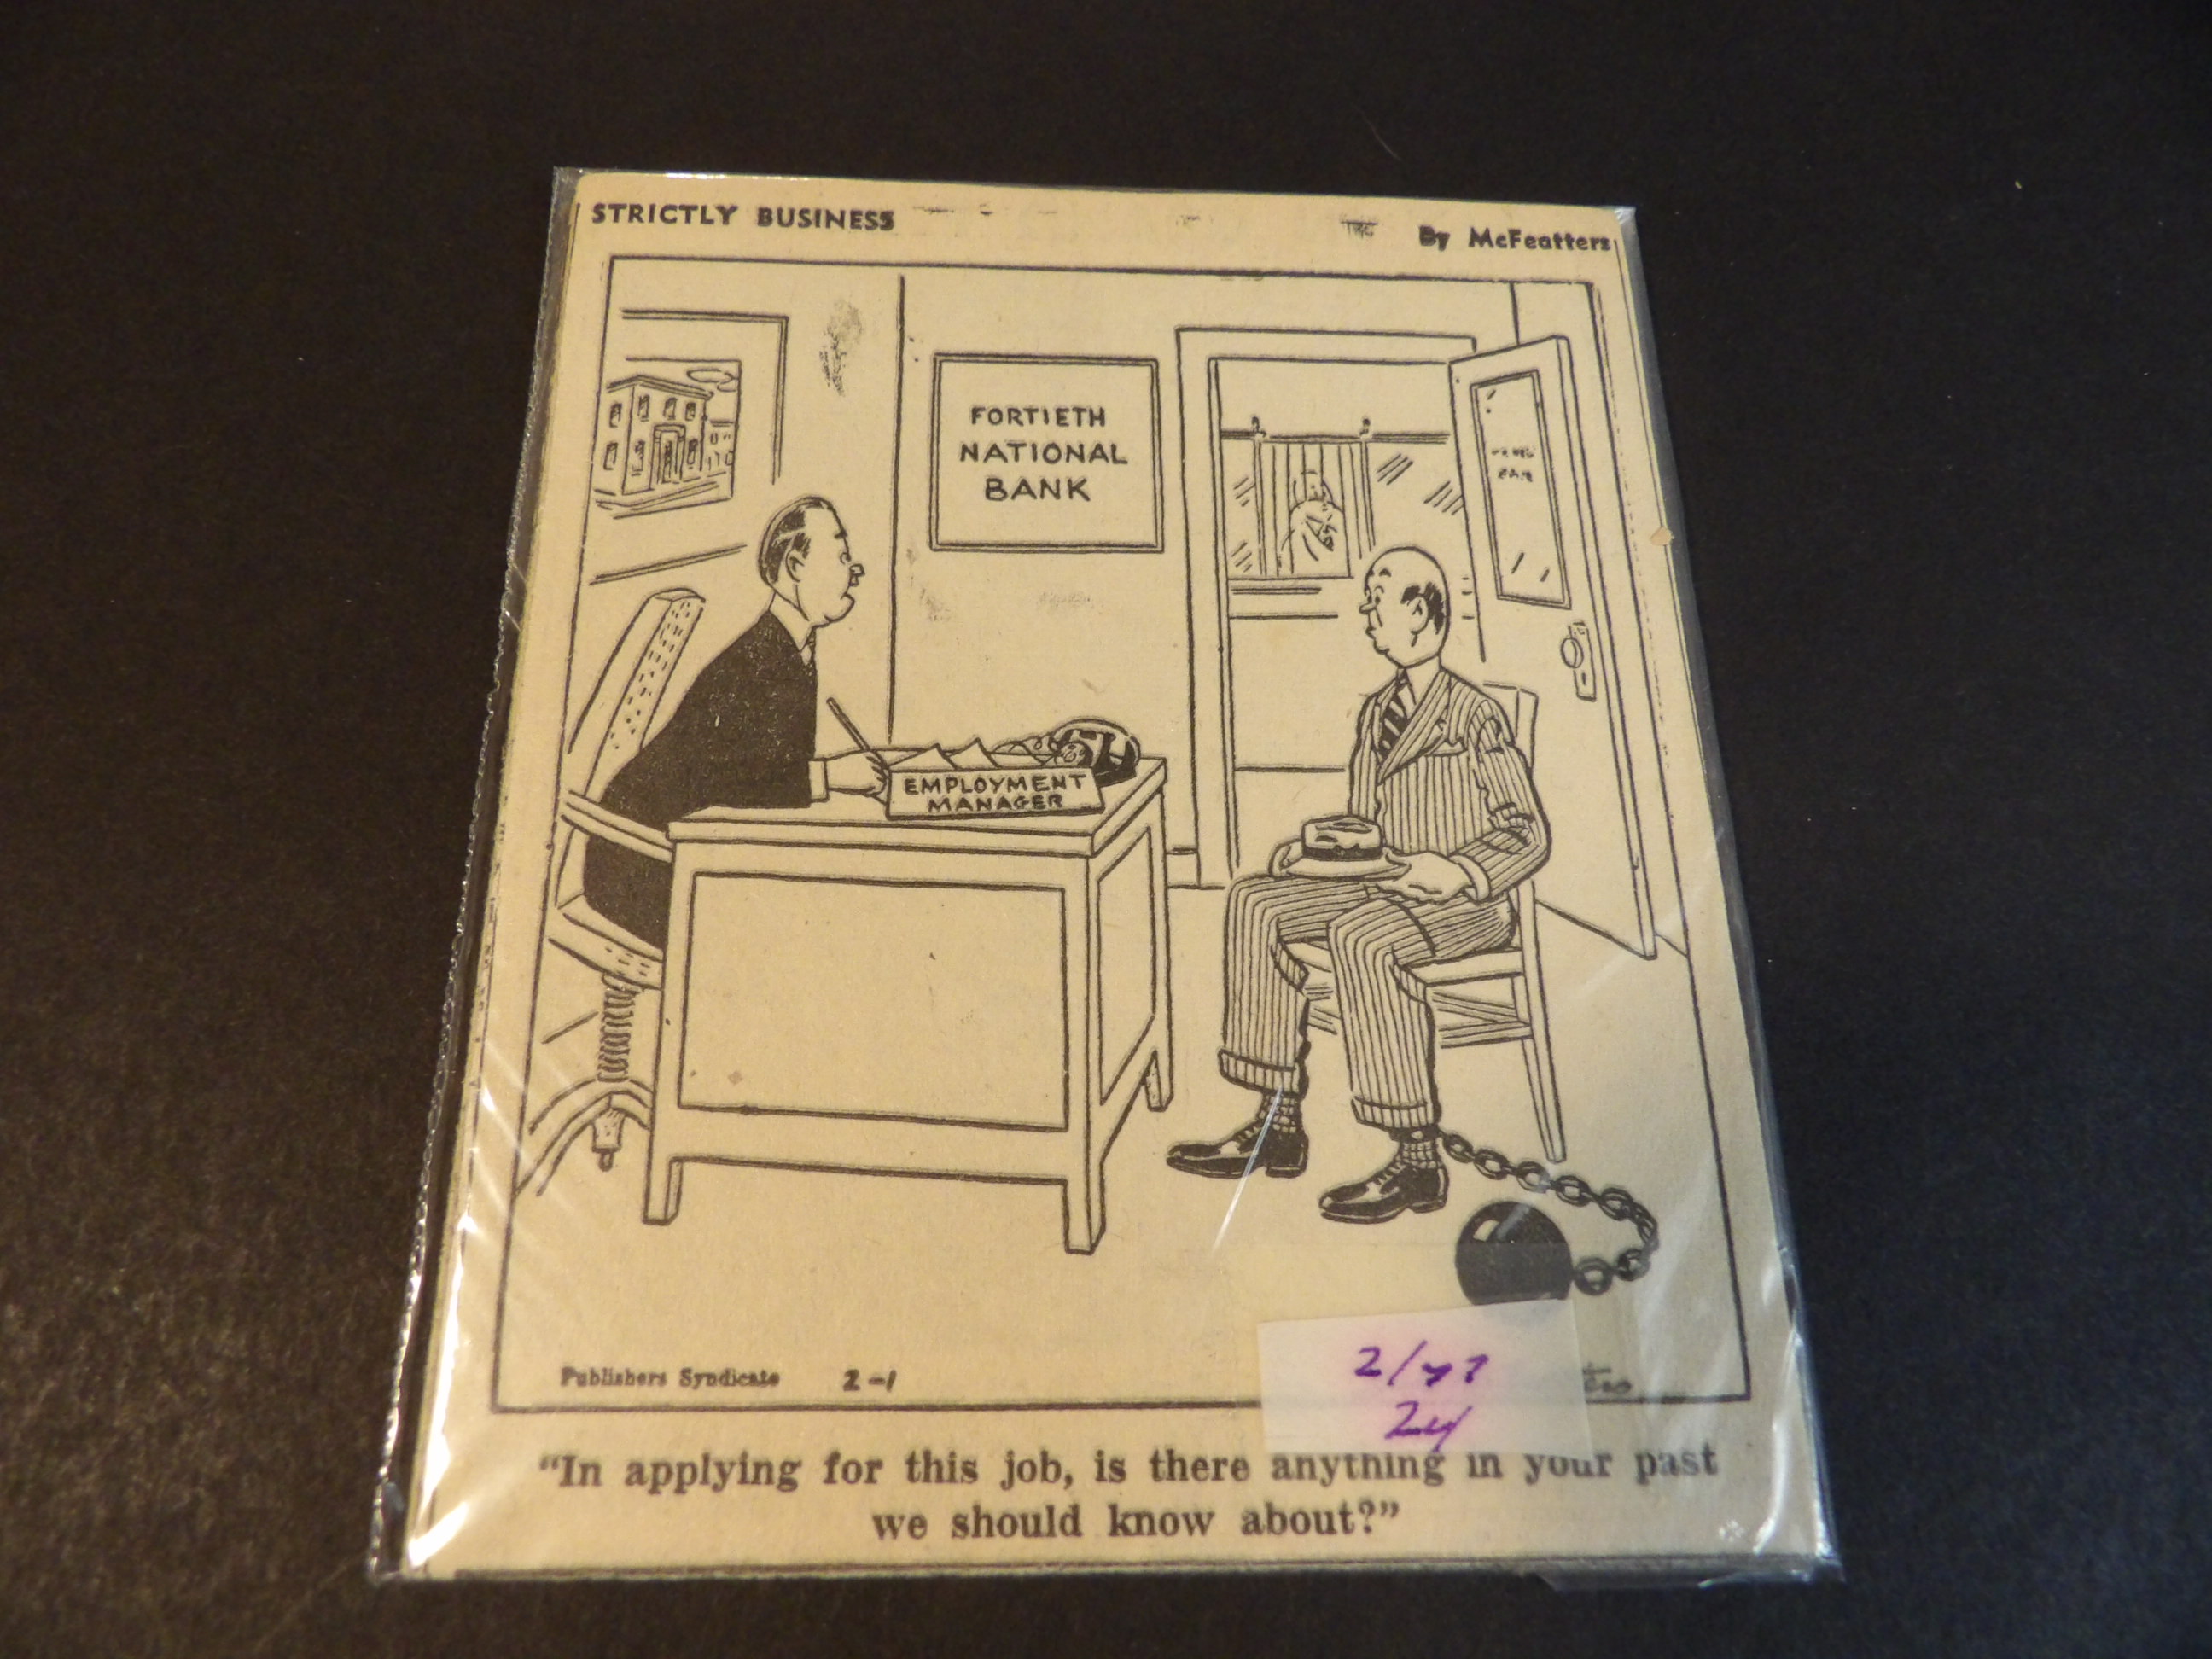 STRICTLY BUSINESS
By McFeatters
FORTIETH
NATIONAL
BANK
EMPLOYMENT
MANAGER
Publishers Syndicate 2-1
"In applying for this job, is there anything in your past
we should know about?"